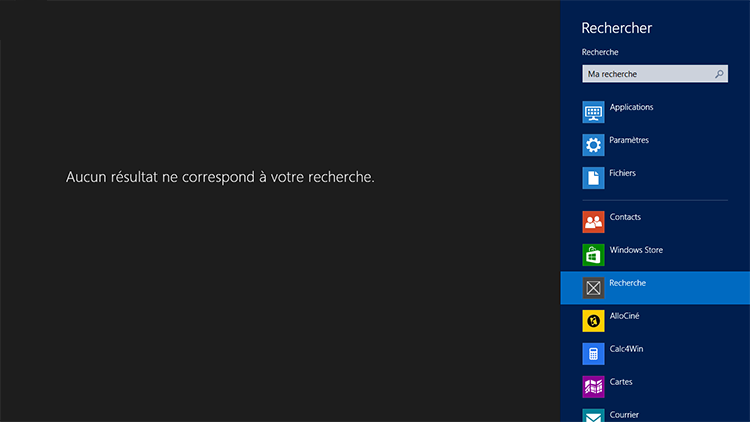 Rechercher
Recherche
Ma recherche
Applications
Paramètres
Fichiers
Aucun résultat ne correspond à votre recherche.
Contacts
Windows Store
Recherche
AlloCiné
Calc4Win
Cartes
Courrier